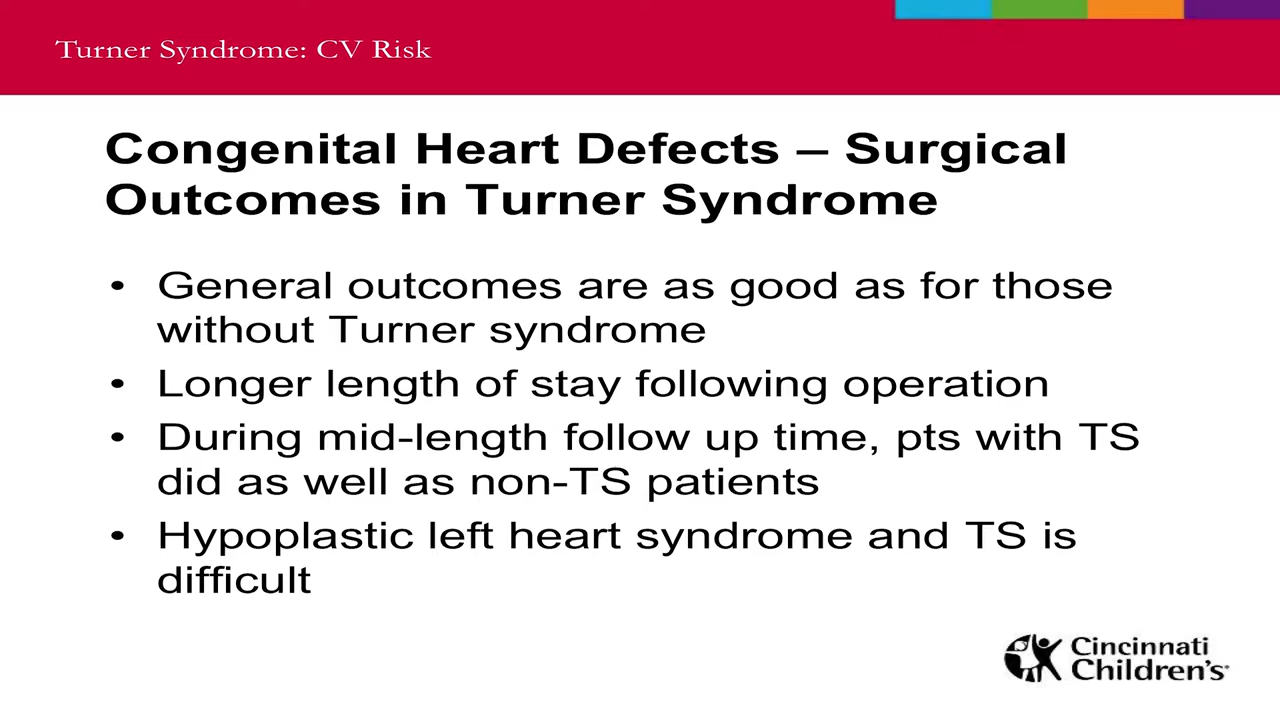 Turner Syndrome: CV Risk
Congenital Heart Defects – Surgical
Outcomes in Turner Syndrome
• General outcomes are as good as for those
without Turner syndrome
• Longer length of stay following operation
• During mid-length follow up time, pts with TS
did as well as non-TS patients
• Hypoplastic left heart syndrome and TS is
difficult
Cincinnati
Children's